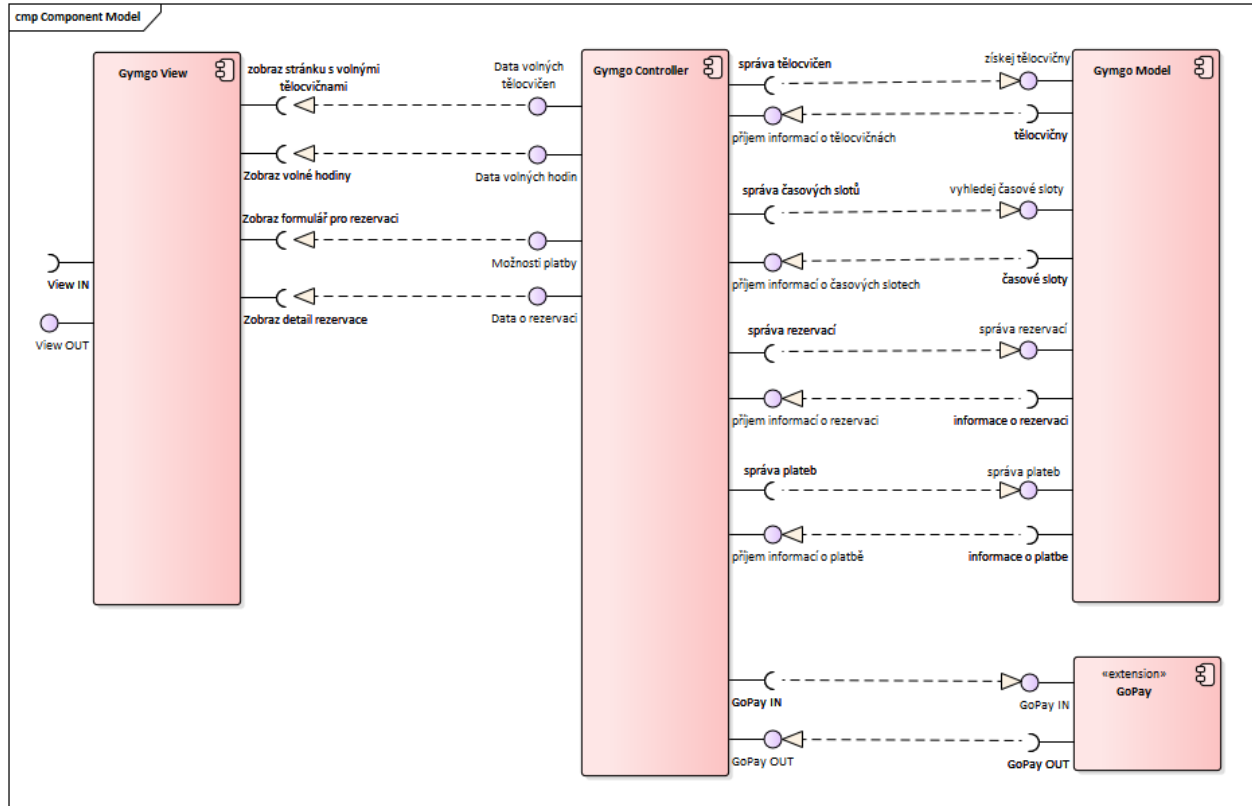 cmp Component Model
Gymgo View
zobraz stránku s volnými
tělocvičnami
Data volných
tělocvičen
Zobraz volné hodiny
Data volných hodin
Zobraz formulář pro rezervaci
Možnosti platby
Zobraz detail rezervace
Data o rezervaci
View IN
View OUT
Gymgo Controller
správa tělocvičen
získej tělocvičny
příjem informací o tělocvičnách
tělocvičny
správa časových slotů
vyhledej časové sloty
příjem informací o časových slotech
časové sloty
správa rezervací
správa rezervací
příjem informací o rezervaci
informace o rezervaci
správa plateb
správa plateb
příjem informací o platbě
informace o platbe
Gymgo Model
GoPay IN
GoPay IN
GoPay OUT
GoPay OUT
«extension»
GoPay